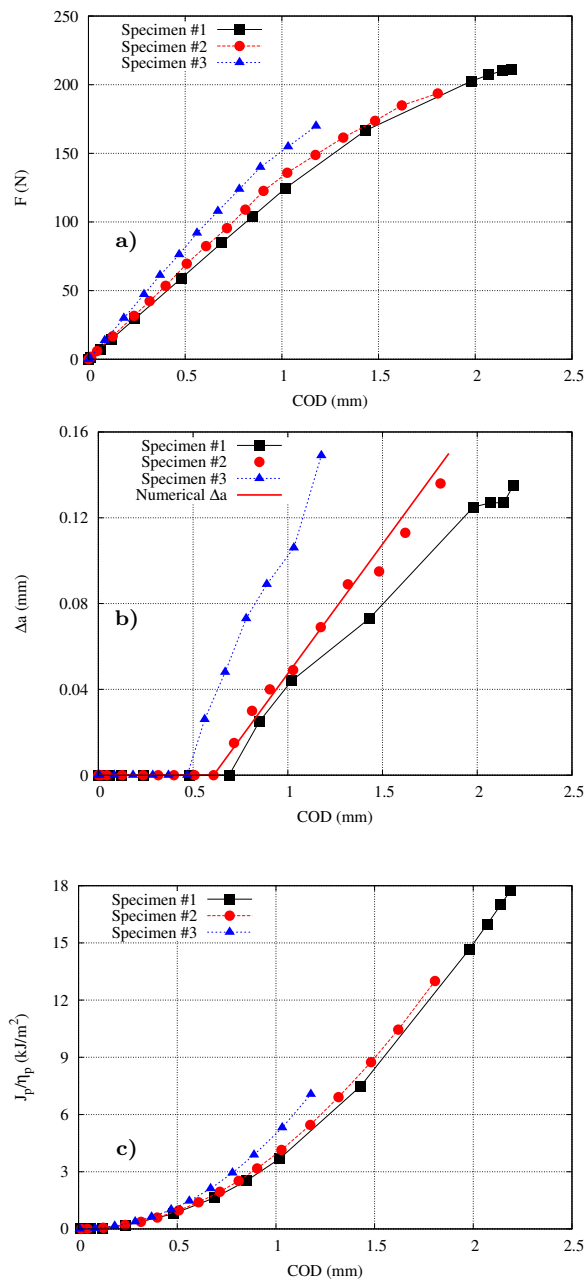 Specimen #1
Specimen #2
Specimen #3
250
200
150
100
50
0
F (N)
a)
0 0.5 1 1.5 2 2.5
COD (mm)
Specimen #1
Specimen #2
Specimen #3
Numerical Δa
0.16
0.12
0.08
0.04
0
Δa (mm)
b)
0 0.5 1 1.5 2 2.5
COD (mm)
Specimen #1
Specimen #2
Specimen #3
18
15
12
9
6
3
0
Jp/ηp (kJ/m²)
c)
0 0.5 1 1.5 2 2.5
COD (mm)